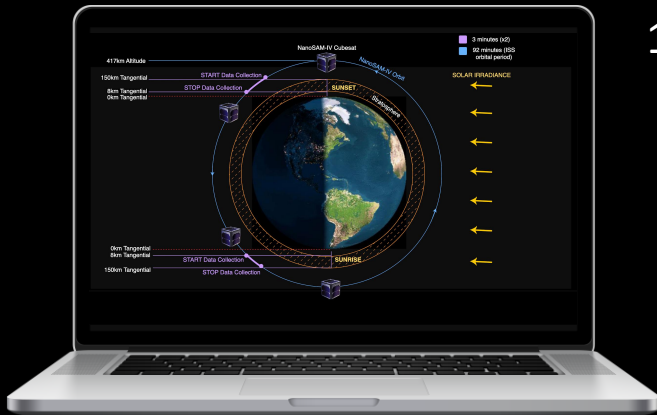 1
NanoSAM-IV Cubesat
3 minutes (x2)
92 minutes (ISS
orbital period)
417km Altitude
NanoSAM-IV Orbit
150km Tangential
START Data Collection
SOLAR IRRADIANCE
STOP Data Collection
SUNSET
8km Tangential
0km Tangential
Stratosphere
0km Tangential
8km Tangential
START Data Collection
SUNRISE
150km Tangential
STOP Data Collection